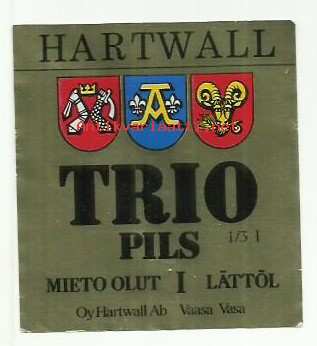 HARTWALL
A
TRIO
PILS 1/3 l
MIETO OLUT I LÄTTÖL
Oy Hartwall Ab Vaasa Vasa